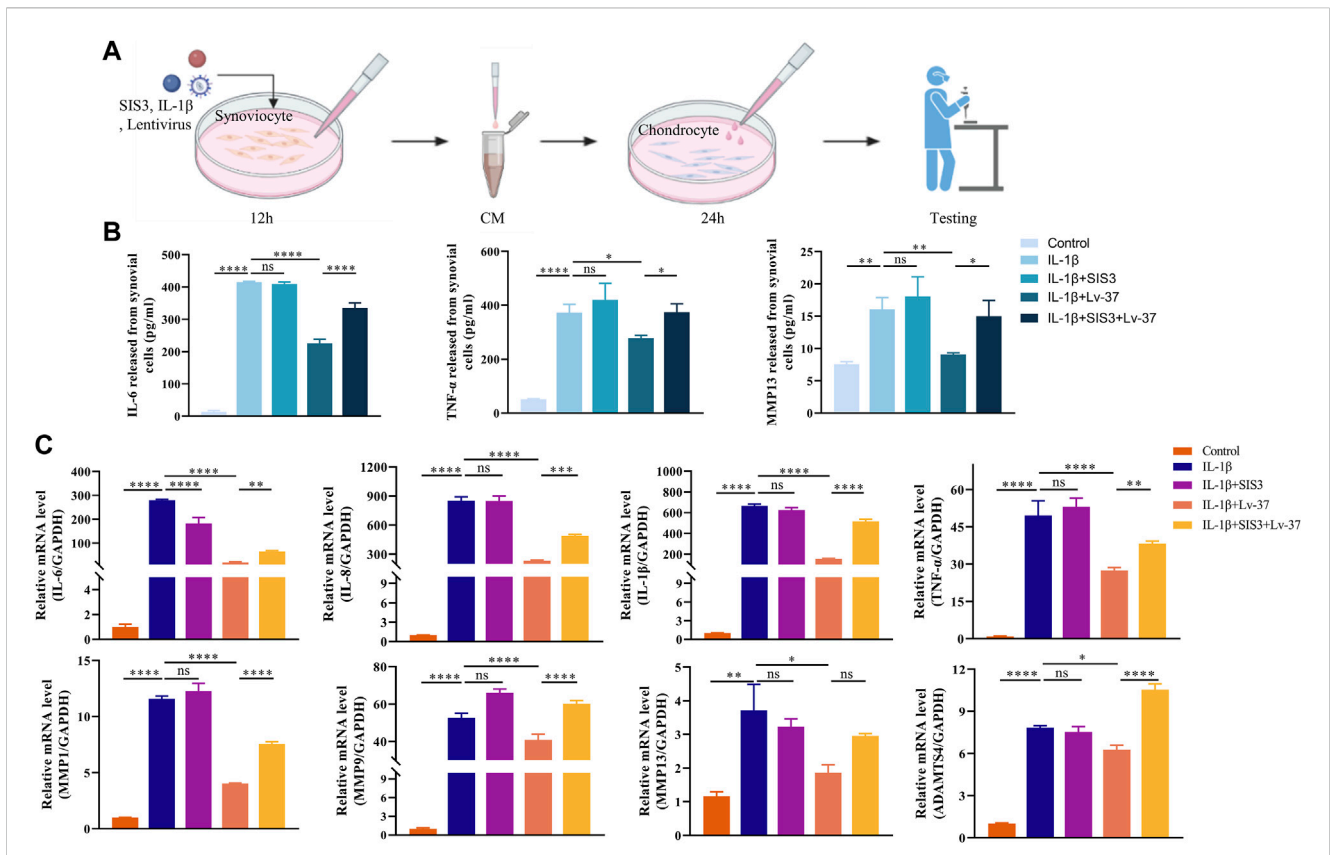 A
SIS3, IL-1β
, Lentivirus
Synoviocyte
Chondrocyte
12h
CM
24h
Testing
B
IL-6 released from synovial
cells (pg/ml)
500
400
300
200
100
0
****
ns
****
****
TNF-α released from synovial
cells (pg/ml)
600
400
200
0
****
ns
*
*
MMP13 released from synovial
cells (pg/ml)
25
20
15
10
5
0
**
ns
**
*
Control
IL-1β
IL-1β+SIS3
IL-1β+Lv-37
IL-1β+SIS3+Lv-37
C
Relative mRNA level
(IL-6/GAPDH)
400
300
200
100
4
2
0
****
****
****
**
Relative mRNA level
(IL-8/GAPDH)
1200
900
600
300
9
6
3
0
****
ns
****
***
Relative mRNA level
(IL-1β/GAPDH)
1000
800
600
400
200
9
6
3
0
****
ns
****
****
Relative mRNA level
(TNF-α/GAPDH)
60
45
30
15
0
****
ns
****
**
Control
IL-1β
IL-1β+SIS3
IL-1β+Lv-37
IL-1β+SIS3+Lv-37
Relative mRNA level
(MMP1/GAPDH)
15
10
5
0
****
ns
****
****
Relative mRNA level
(MMP9/GAPDH)
80
60
40
9
6
3
0
****
ns
****
****
Relative mRNA level
(MMP13/GAPDH)
5
4
3
2
1
0
**
ns
*
ns
Relative mRNA level
(ADAMTS4/GAPDH)
12
9
6
3
0
****
ns
*
****